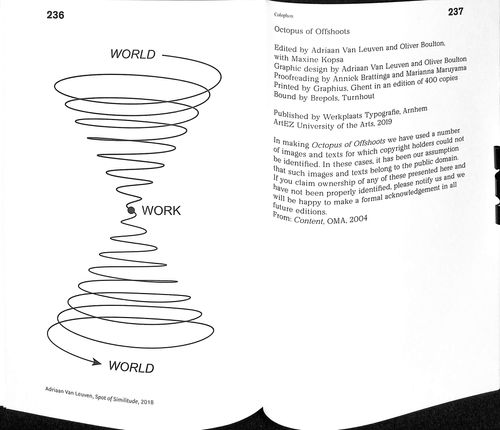 236
WORLD
WORK
WORLD
Adriaan Van Leuven, Spot of Similitude, 2018
Colophon
237
Octopus of Offshoots
Edited by Adriaan Van Leuven and Oliver Boulton,
with Maxine Kopsa
Graphic design by Adriaan Van Leuven and Oliver Boulton
Proofreading by Anniek Brattinga and Marianna Maruyama
Printed by Graphius. Ghent in an edition of 400 copies
Bound by Brepols, Turnhout
Published by Werkplaats Typografie, Arnhem
ArtEZ University of the Arts, 2019
In making Octopus of Offshoots we have used a number
of images and texts for which copyright holders could not
be identified. In these cases, it has been our assumption
that such images and texts belong to the public domain.
If you claim ownership of any of these presented here and
have not been properly identified, please notify us and we
will be happy to make a formal acknowledgement in all
future editions.
From: Content, OMA, 2004